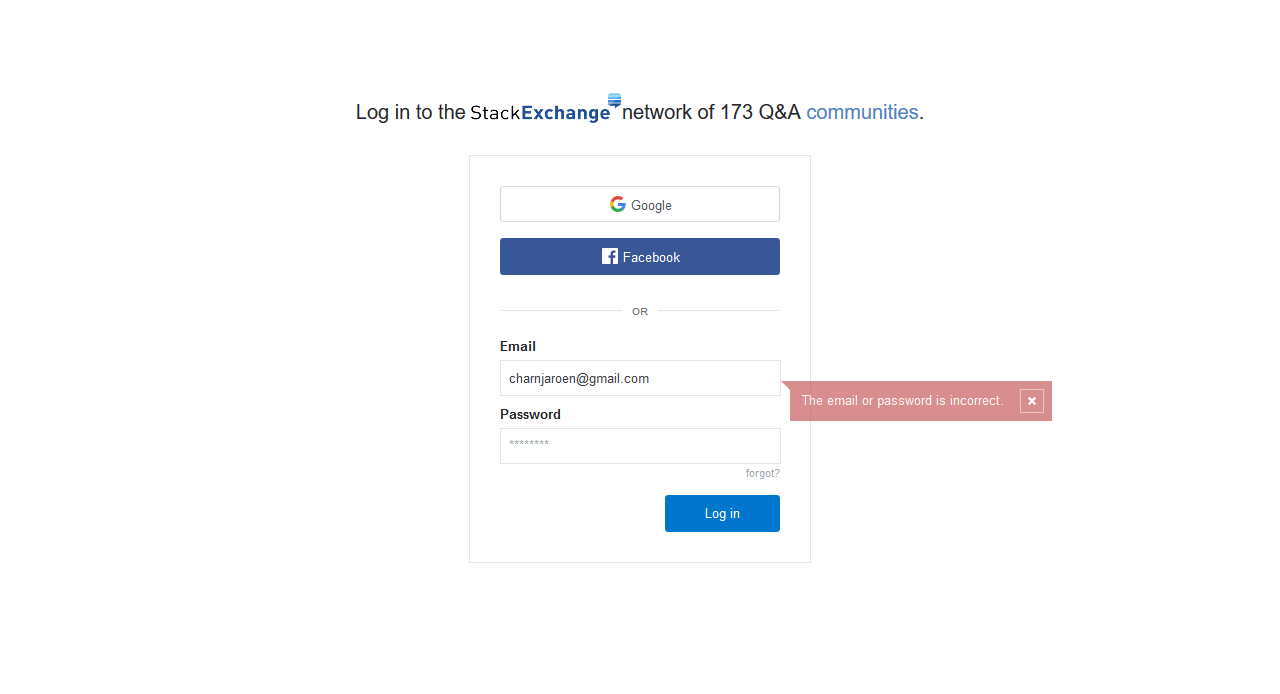 Log in to the StackExchange network of 173 Q&A communities.
Google
Facebook
OR
Email
charnjaroen@gmail.com
The email or password is incorrect.
Password
********
forgot?
Log in